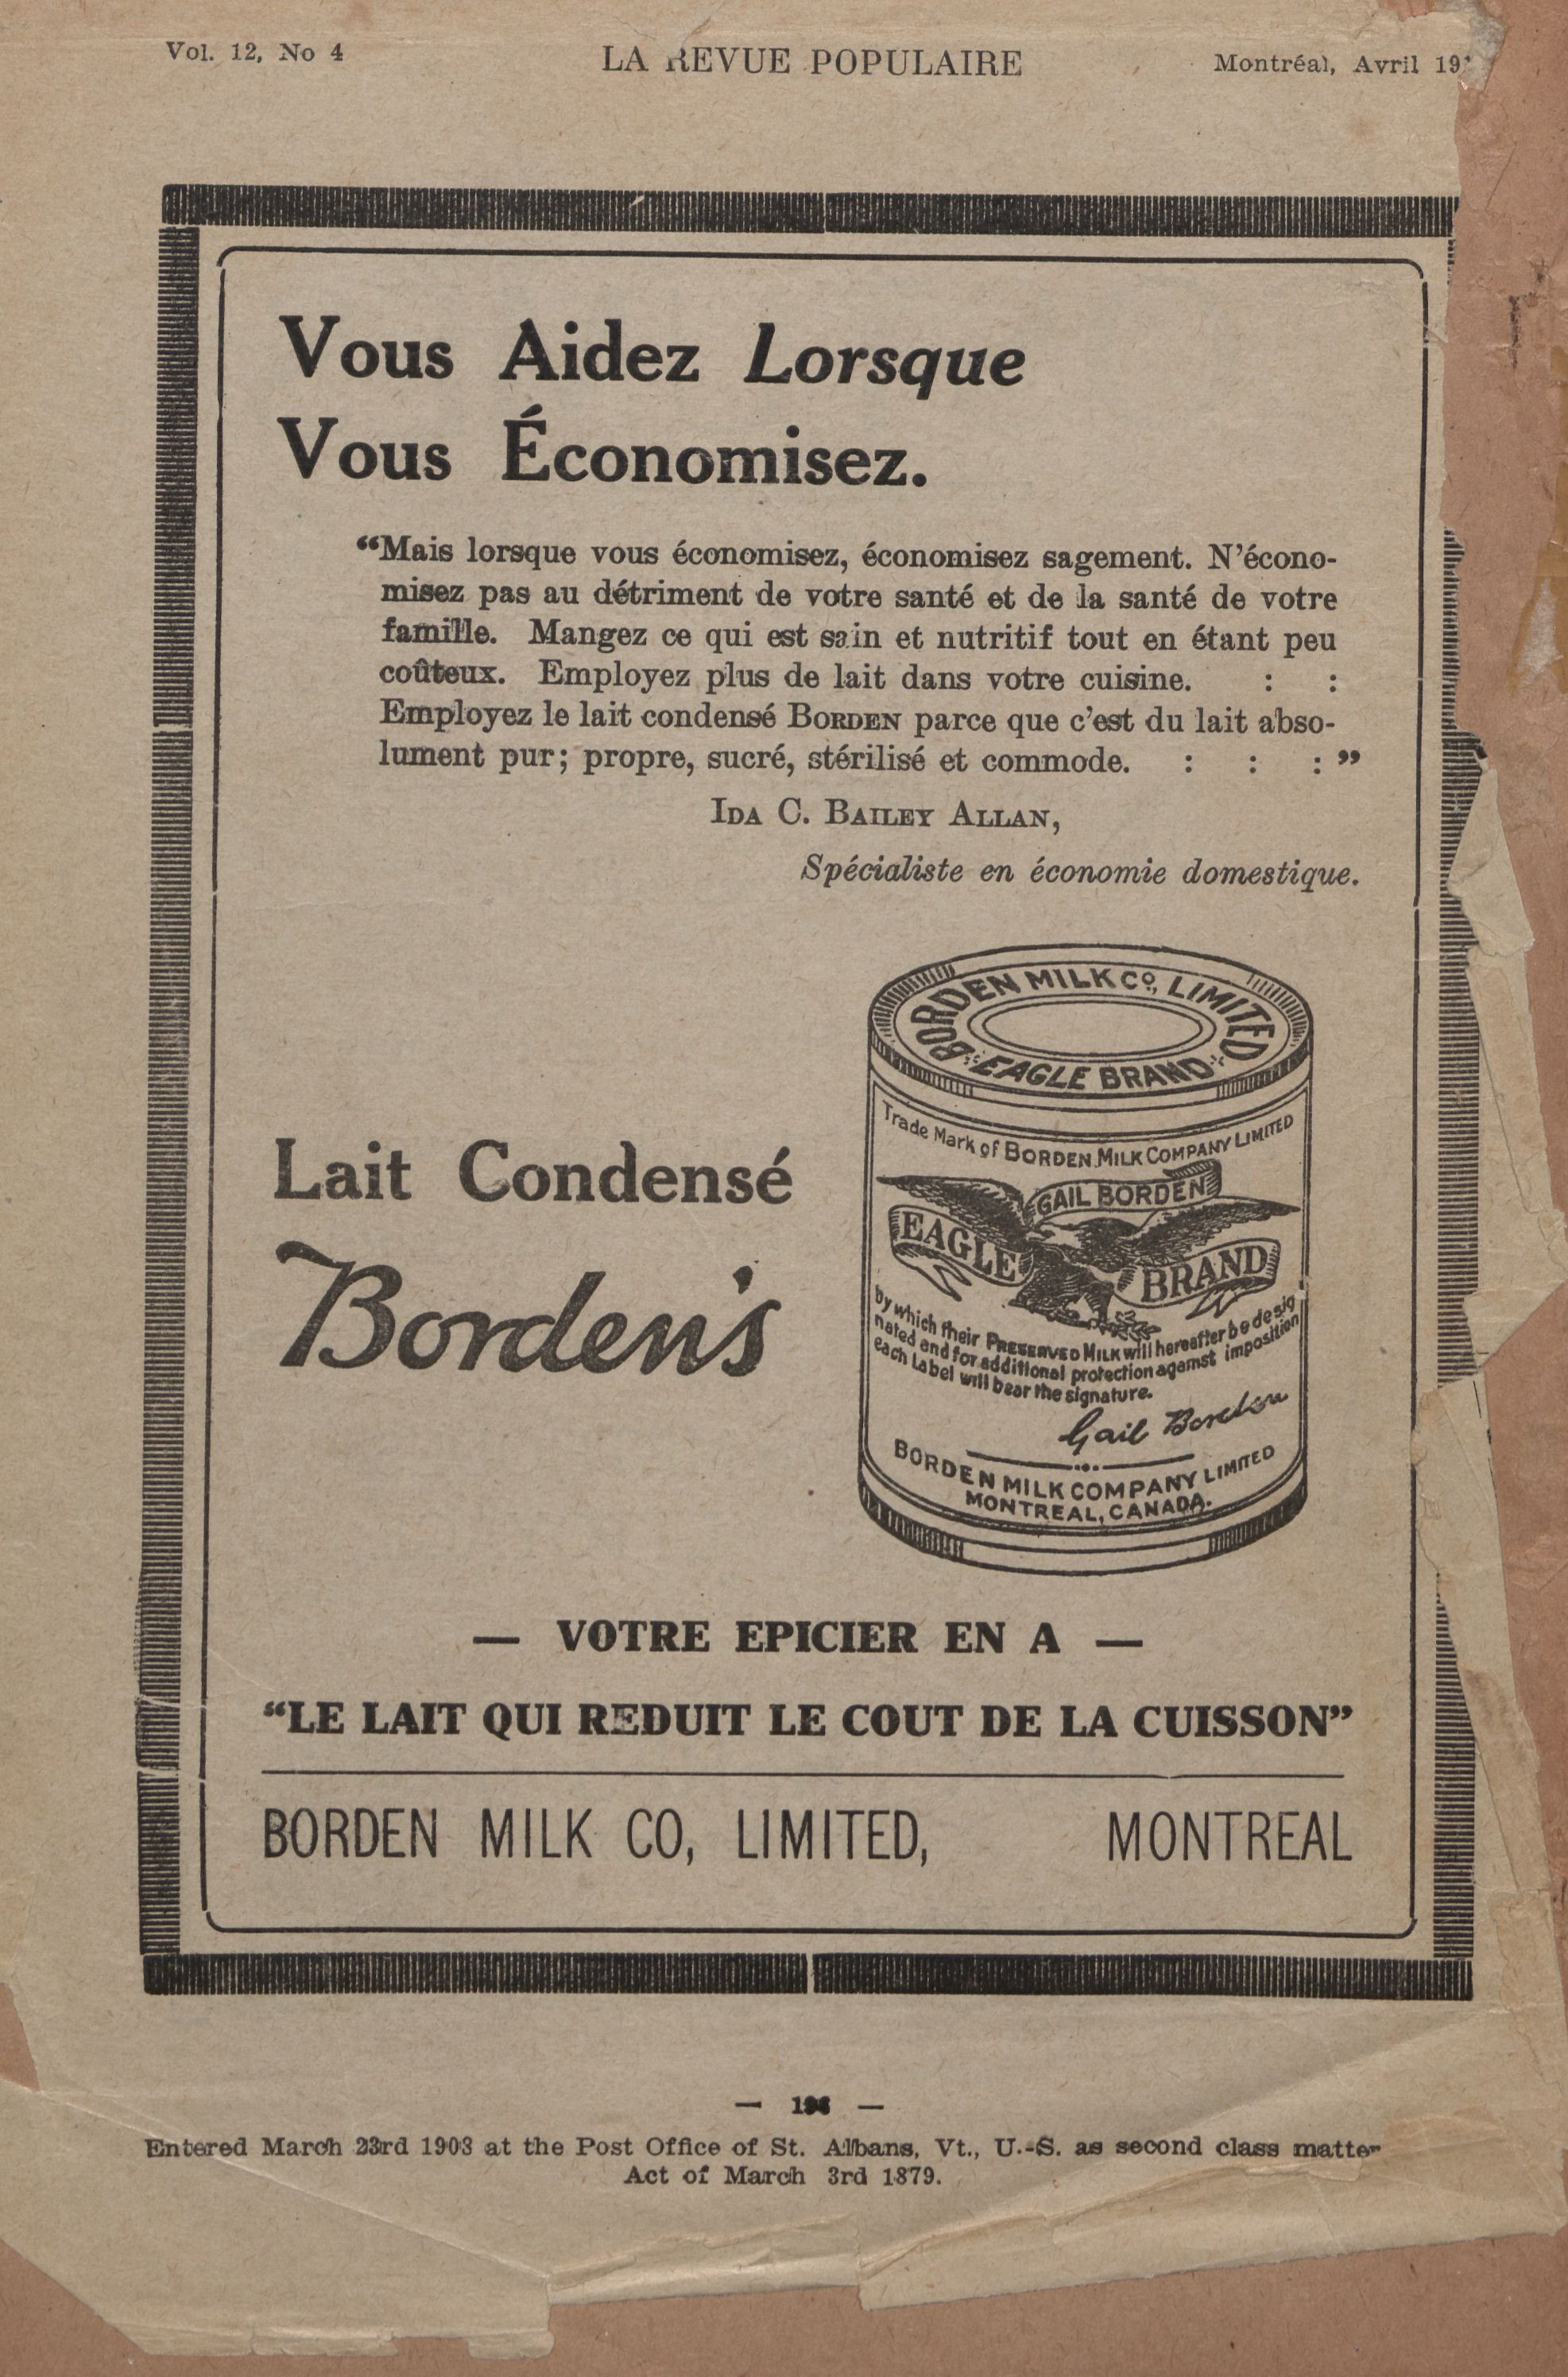 Vol. 12, No 4
LA REVUE POPULAIRE
Montréal, Avril
Vous Aidez Lorsque
Vous Économisez.
“Mais lorsque vous économisez, économisez sagement. N’écono-
misez pas au détriment de votre santé et de la santé de votre
famille. Mangez ce qui est sain et nutritif tout en étant peu
coûteux. Employez plus de lait dans votre cuisine. : :
Employez le lait condensé BORDEN parce que c’est du lait abso-
lument pur; propre, sucré, stérilisé et commode. : : : ”
IDA C. BAILEY ALLAN,
Spécialiste en économie domestique.
BORDEN MILK Co, LIMITED
EAGLE BRAND
Trade Mark of BORDEN MILK COMPANY LIMITED
GAIL BORDEN
EAGLE BRAND
by which their PRESERVED MILK will hereafter be desig
nated and for additional protection against imposition
each Label will bear the signature.
Gail Borden
BORDEN MILK COMPANY LIMITED
MONTREAL, CANADA.
Lait Condensé
Borden's
— VOTRE EPICIER EN A —
“LE LAIT QUI REDUIT LE COUT DE LA CUISSON”
BORDEN MILK CO, LIMITED, MONTREAL
Entered March 23rd 1903 at the Post Office of St. Albans, Vt., U.-S. as second class matter
Act of March 3rd 1879.